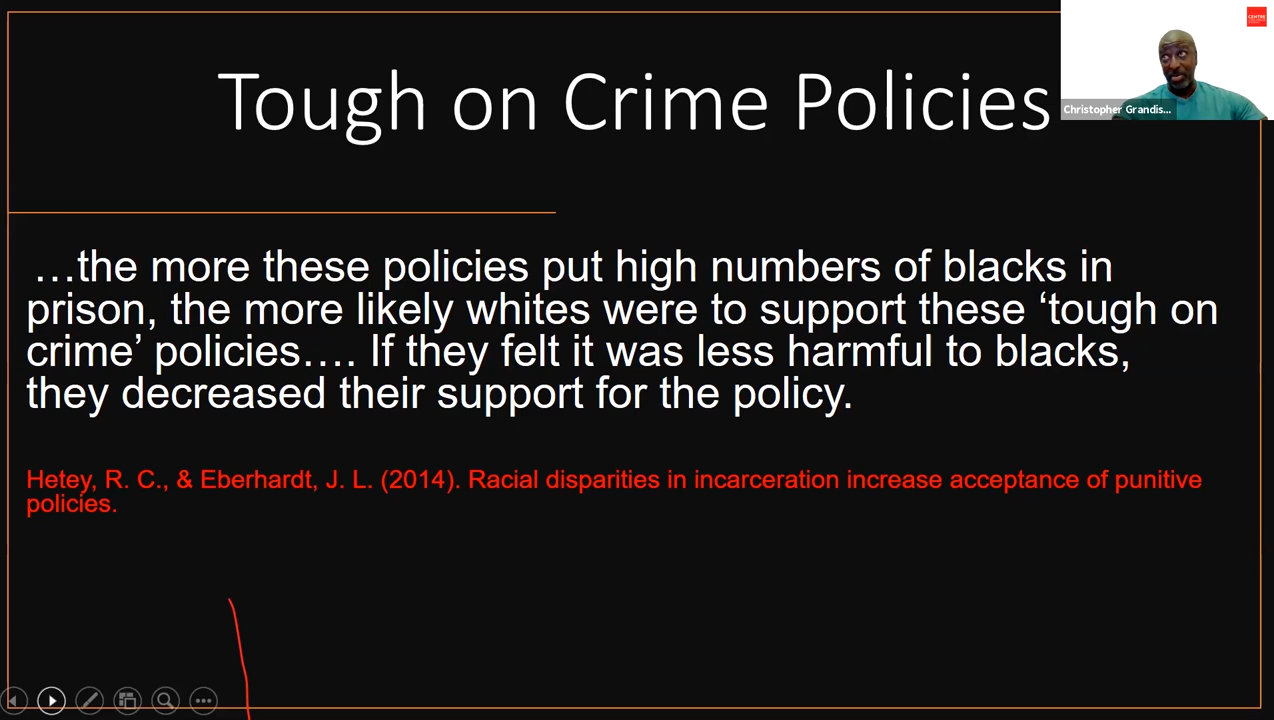 Tough on Crime Policies
CENTRE
Christopher Grandis...
…the more these policies put high numbers of blacks in
prison, the more likely whites were to support these ‘tough on
crime’ policies…. If they felt it was less harmful to blacks,
they decreased their support for the policy.
Hetey, R. C., & Eberhardt, J. L. (2014). Racial disparities in incarceration increase acceptance of punitive
policies.